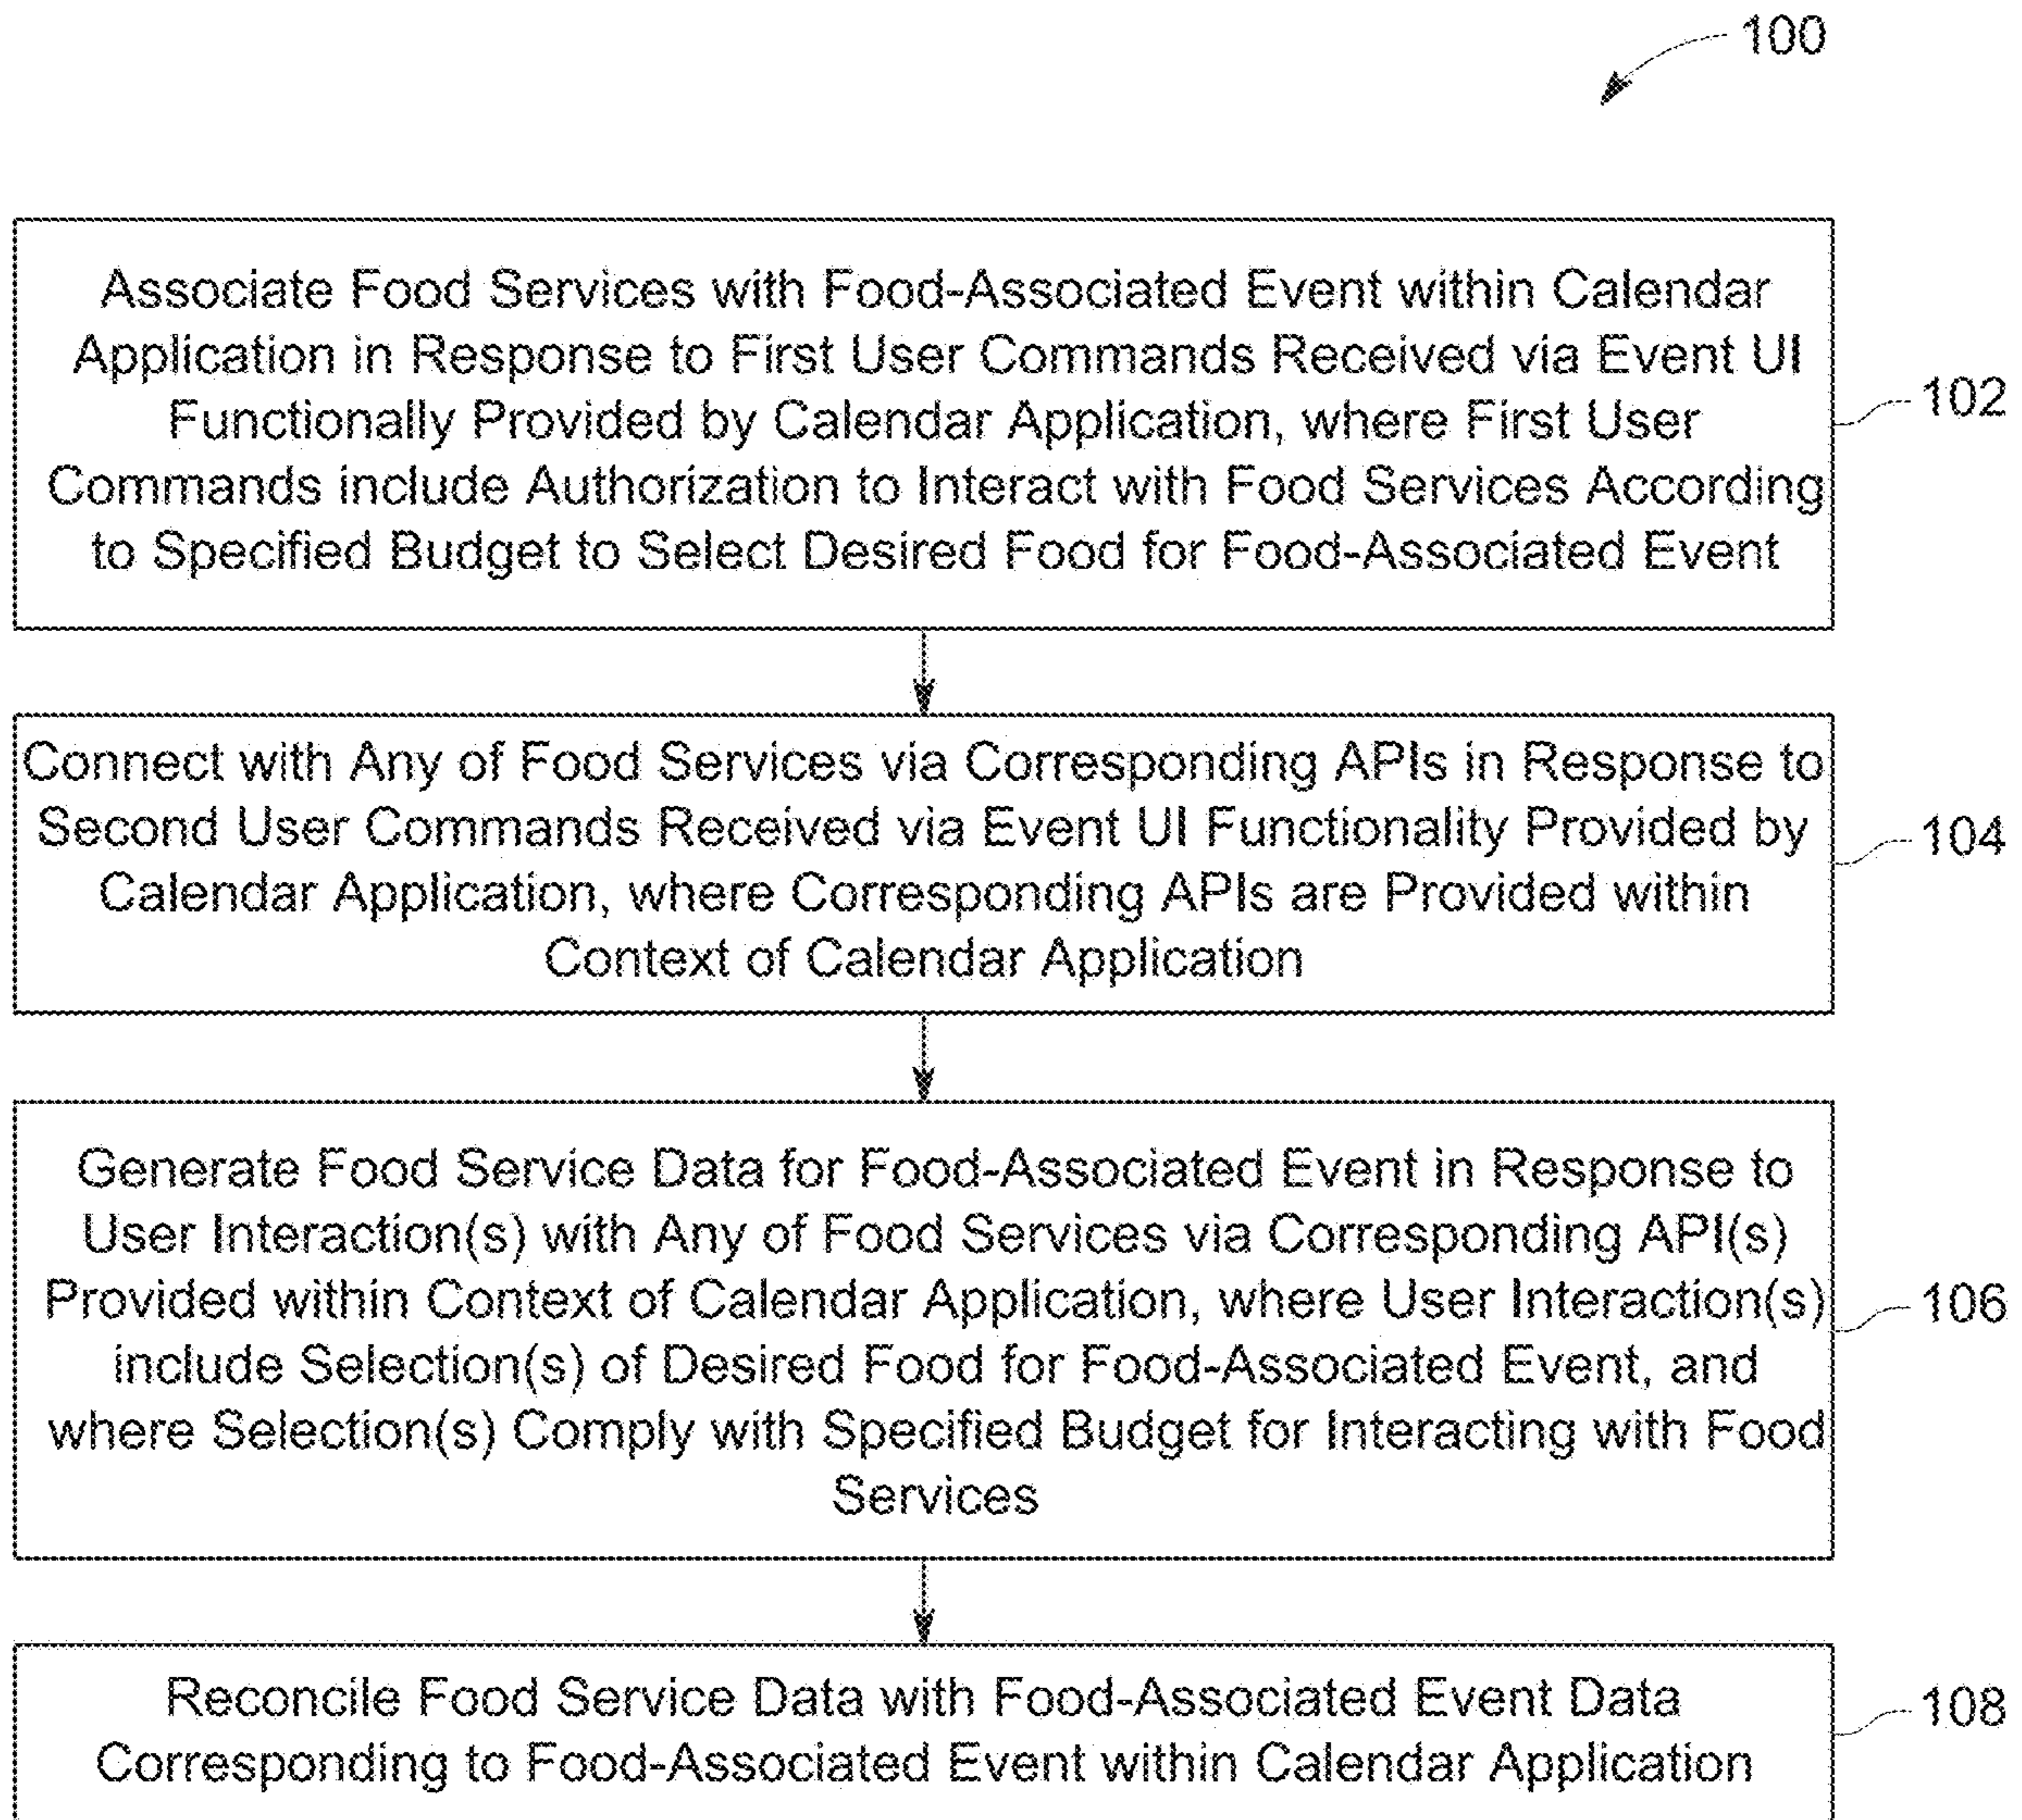 100
Associate Food Services with Food-Associated Event within Calendar
Application in Response to First User Commands Received via Event UI
Functionally Provided by Calendar Application, where First User
Commands include Authorization to Interact with Food Services According
to Specified Budget to Select Desired Food for Food-Associated Event
102
Connect with Any of Food Services via Corresponding APIs in Response to
Second User Commands Received via Event UI Functionality Provided by
Calendar Application, where Corresponding APIs are Provided within
Context of Calendar Application
104
Generate Food Service Data for Food-Associated Event in Response to
User Interaction(s) with Any of Food Services via Corresponding API(s)
Provided within Context of Calendar Application, where User Interaction(s)
include Selection(s) of Desired Food for Food-Associated Event, and
where Selection(s) Comply with Specified Budget for Interacting with Food
Services
106
Reconcile Food Service Data with Food-Associated Event Data
Corresponding to Food-Associated Event within Calendar Application
108